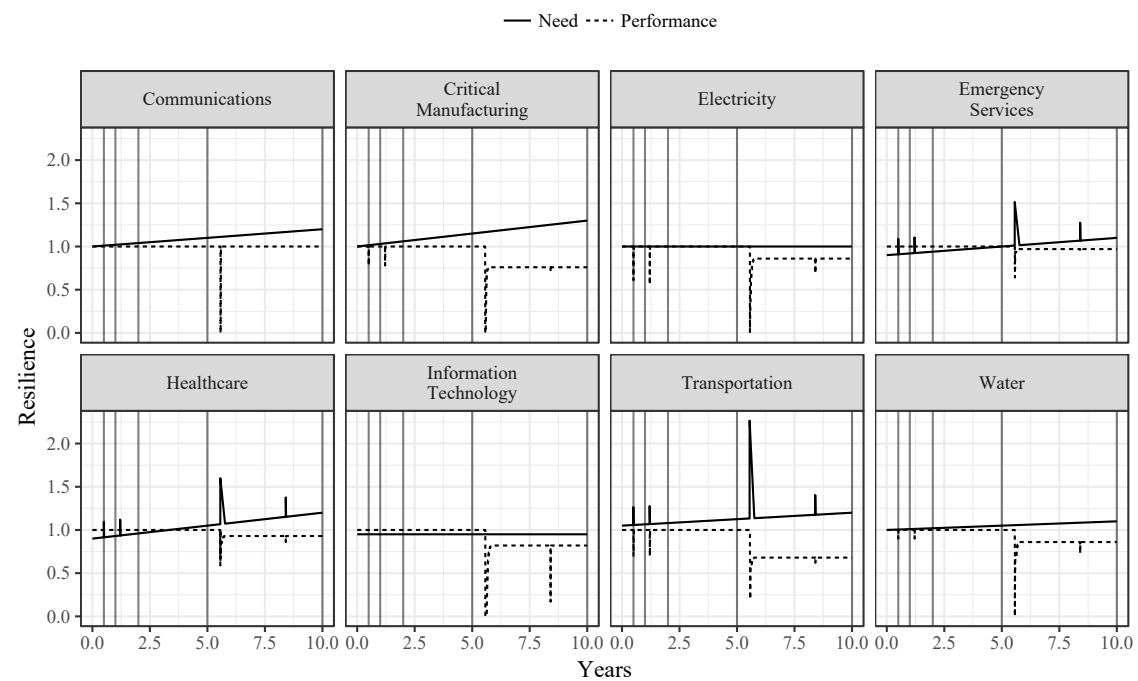 Need Performance
Communications
Critical
Manufacturing
Electricity
Emergency
Services
2.0
1.5
1.0
0.5
0.0
Healthcare
Information
Technology
Transportation
Water
2.0
1.5
1.0
0.5
0.0
0.0 2.5 5.0 7.5 10.0 0.0 2.5 5.0 7.5 10.0 0.0 2.5 5.0 7.5 10.0 0.0 2.5 5.0 7.5 10.0
Resilience
Years